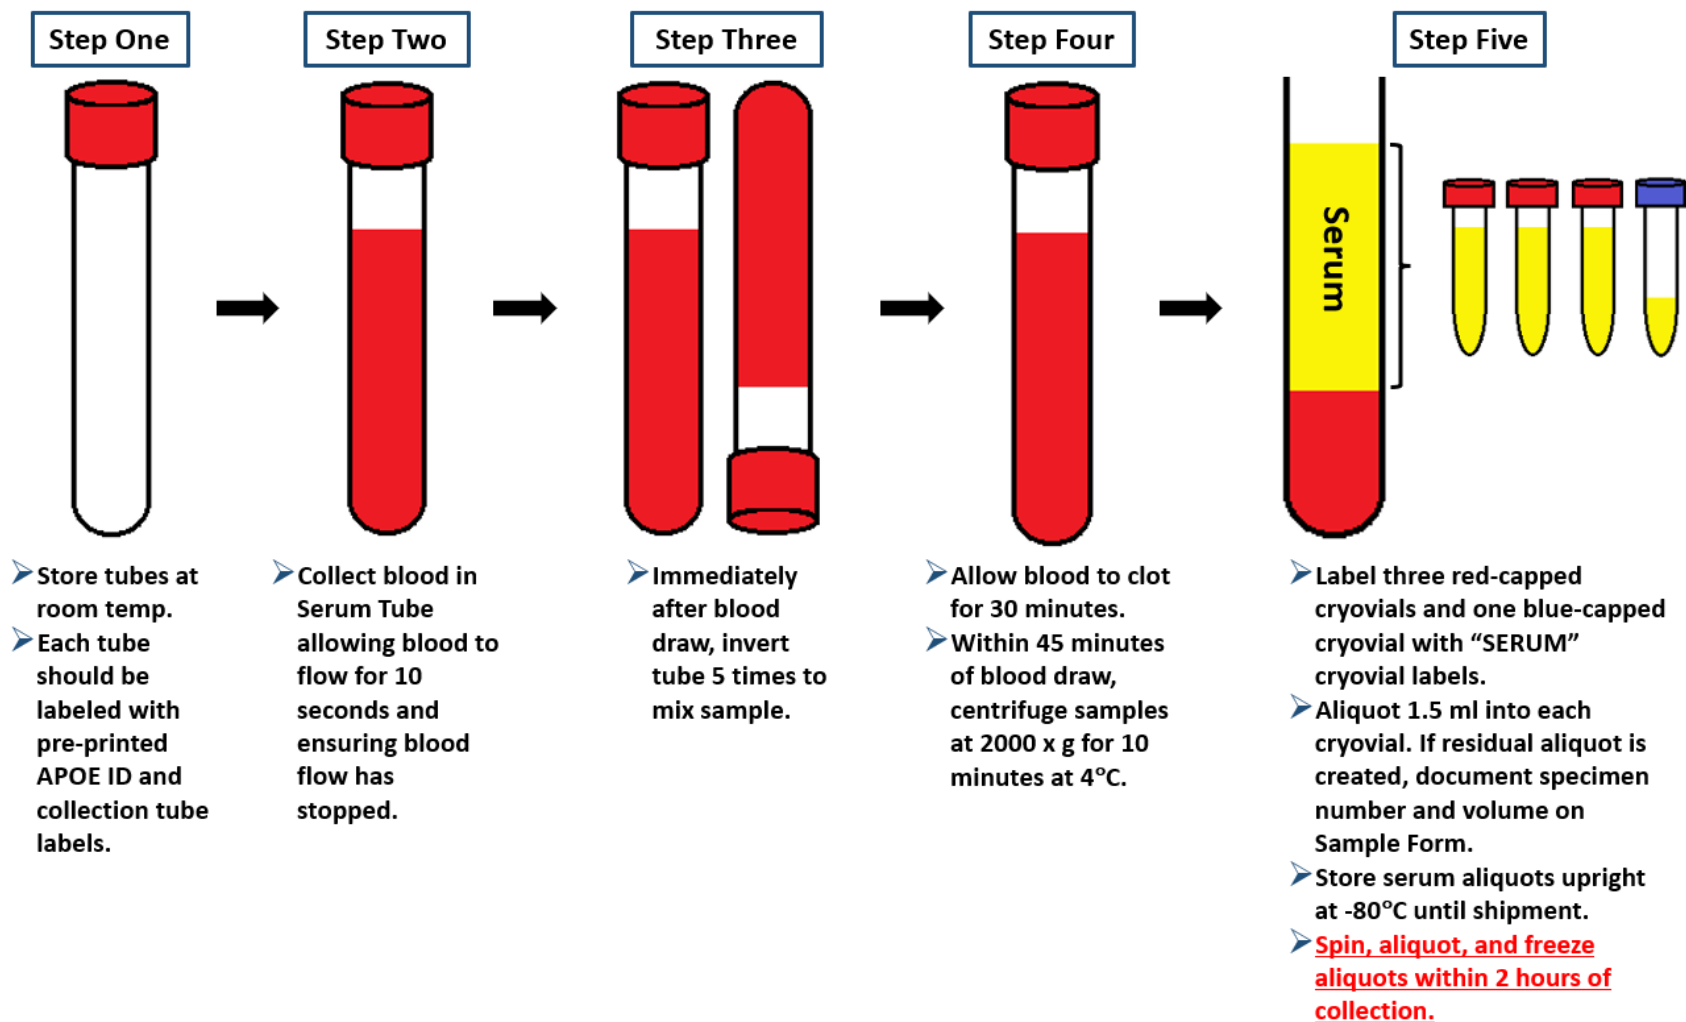 Step One
Store tubes at
room temp.
Each tube
should be
labeled with
pre-printed
APOE ID and
collection tube
labels.
Step Two
Collect blood in
Serum Tube
allowing blood to
flow for 10
seconds and
ensuring blood
flow has
stopped.
Step Three
Immediately
after blood
draw, invert
tube 5 times to
mix sample.
Step Four
Allow blood to clot
for 30 minutes.
Within 45 minutes
of blood draw,
centrifuge samples
at 2000 x g for 10
minutes at 4°C.
Step Five
Serum
Label three red-capped
cryovials and one blue-capped
cryovial with “SERUM”
cryovial labels.
Aliquot 1.5 ml into each
cryovial. If residual aliquot is
created, document specimen
number and volume on
Sample Form.
Store serum aliquots upright
at -80°C until shipment.
Spin, aliquot, and freeze
aliquots within 2 hours of
collection.